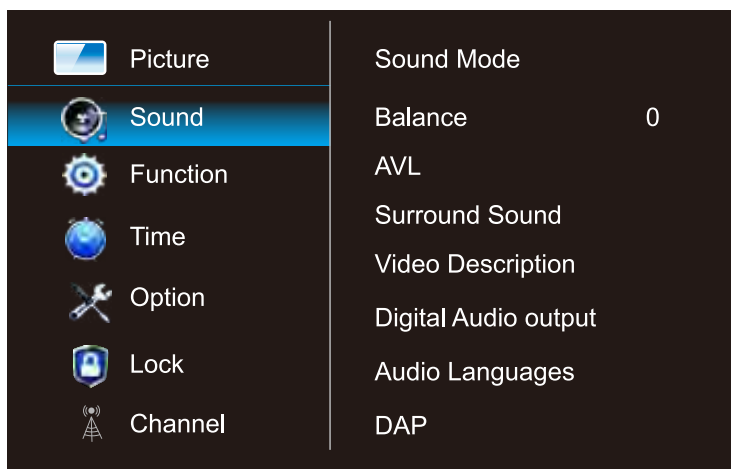 Picture
Sound
Function
Time
Option
Lock
Channel
Sound Mode
Balance 0
AVL
Surround Sound
Video Description
Digital Audio output
Audio Languages
DAP